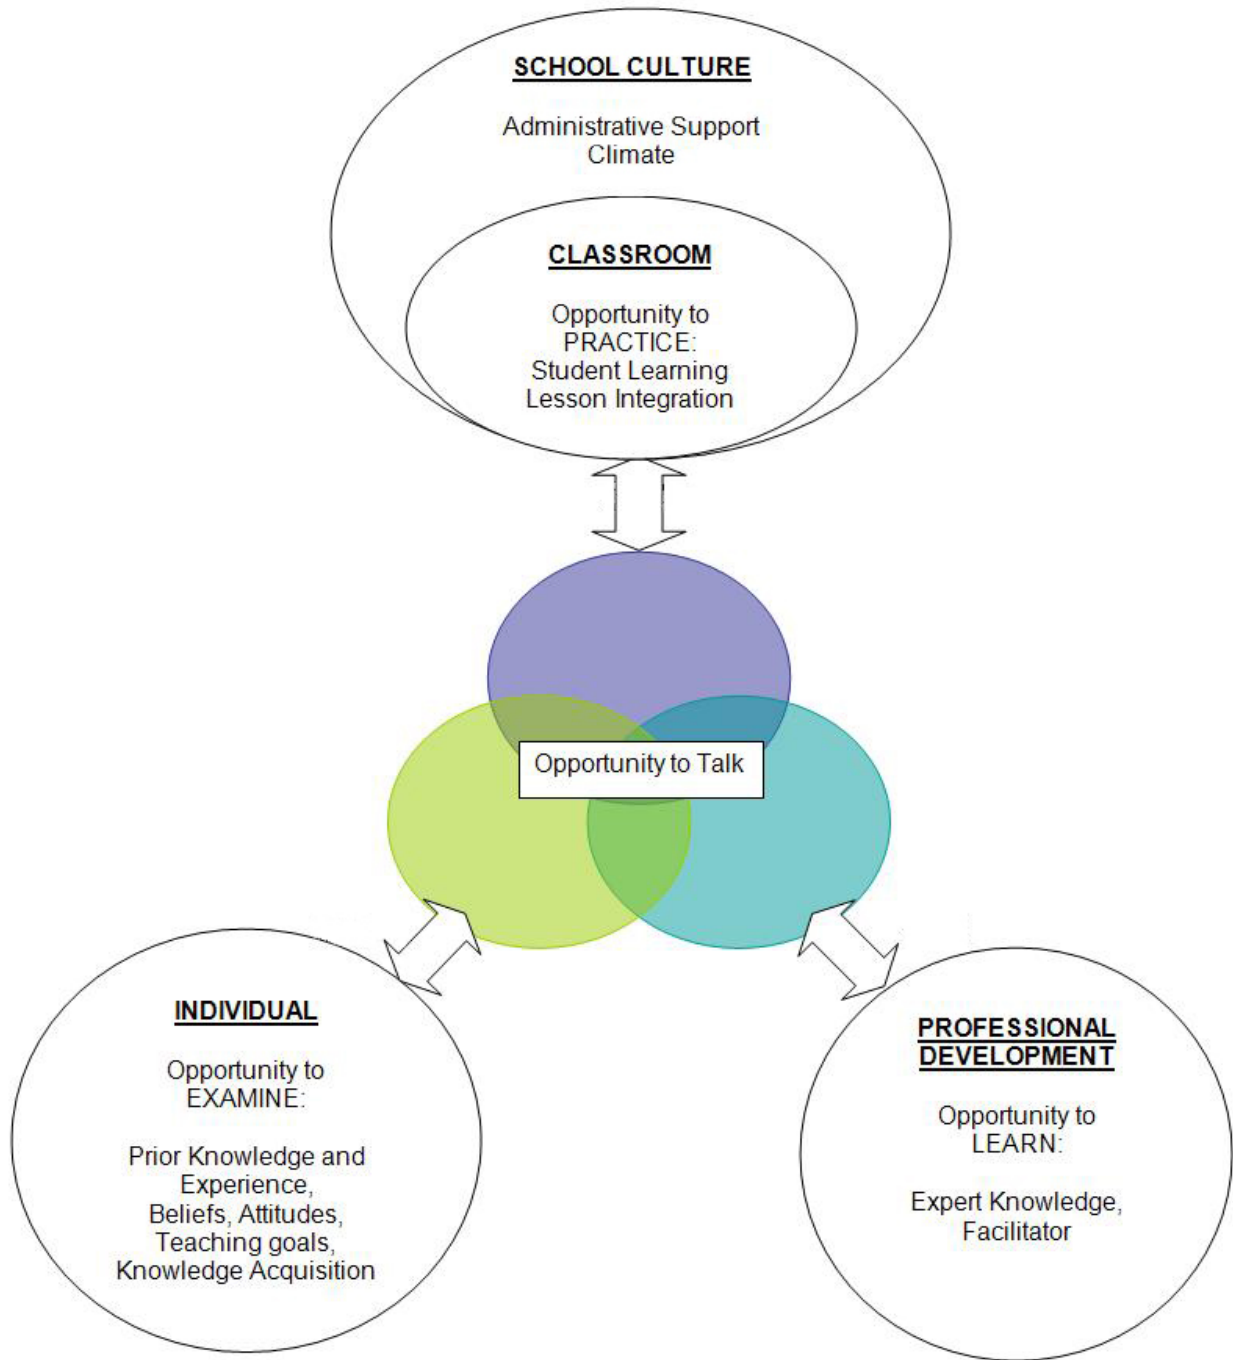 SCHOOL CULTURE
Administrative Support
Climate
CLASSROOM
Opportunity to
PRACTICE:
Student Learning
Lesson Integration
Opportunity to Talk
INDIVIDUAL
Opportunity to
EXAMINE:
Prior Knowledge and
Experience,
Beliefs, Attitudes,
Teaching goals,
Knowledge Acquisition
PROFESSIONAL
DEVELOPMENT
Opportunity to
LEARN:
Expert Knowledge,
Facilitator